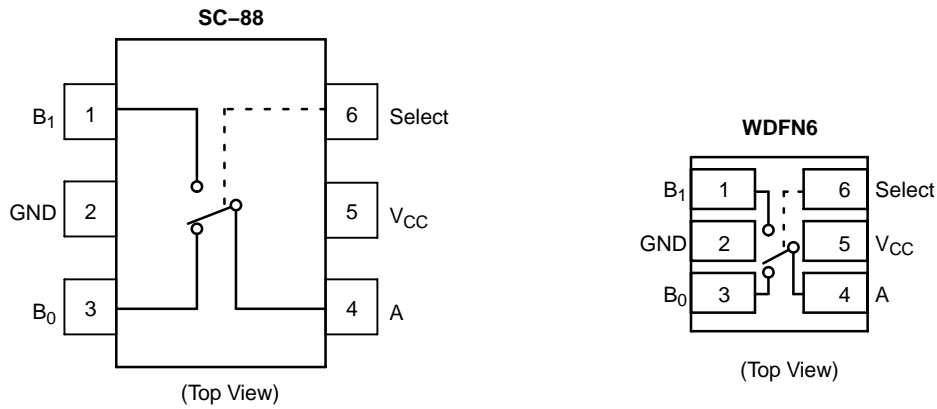 SC−88
B1 1 6 Select
GND 2 5 VCC
B0 3 4 A
(Top View)
WDFN6
B1 1 6 Select
GND 2 5 VCC
B0 3 4 A
(Top View)